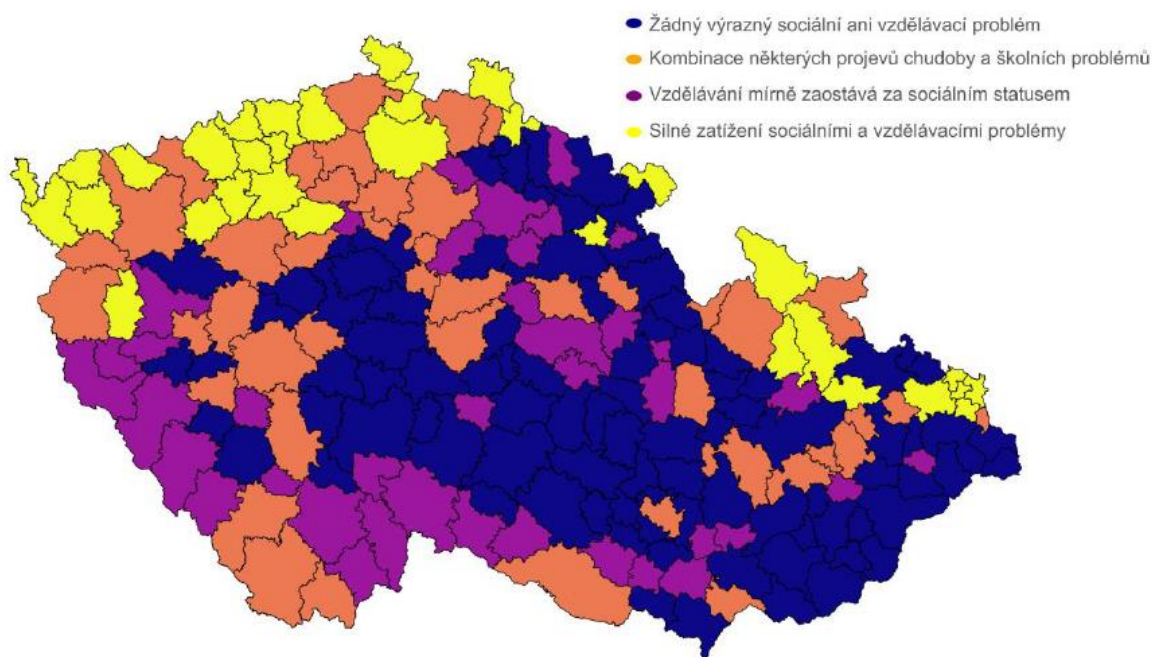 Žádný výrazný sociální ani vzdělávací problém
Kombinace některých projevů chudoby a školních problémů
Vzdělávání mírně zaostává za sociálním statusem
Silné zatížení sociálními a vzdělávacími problémy